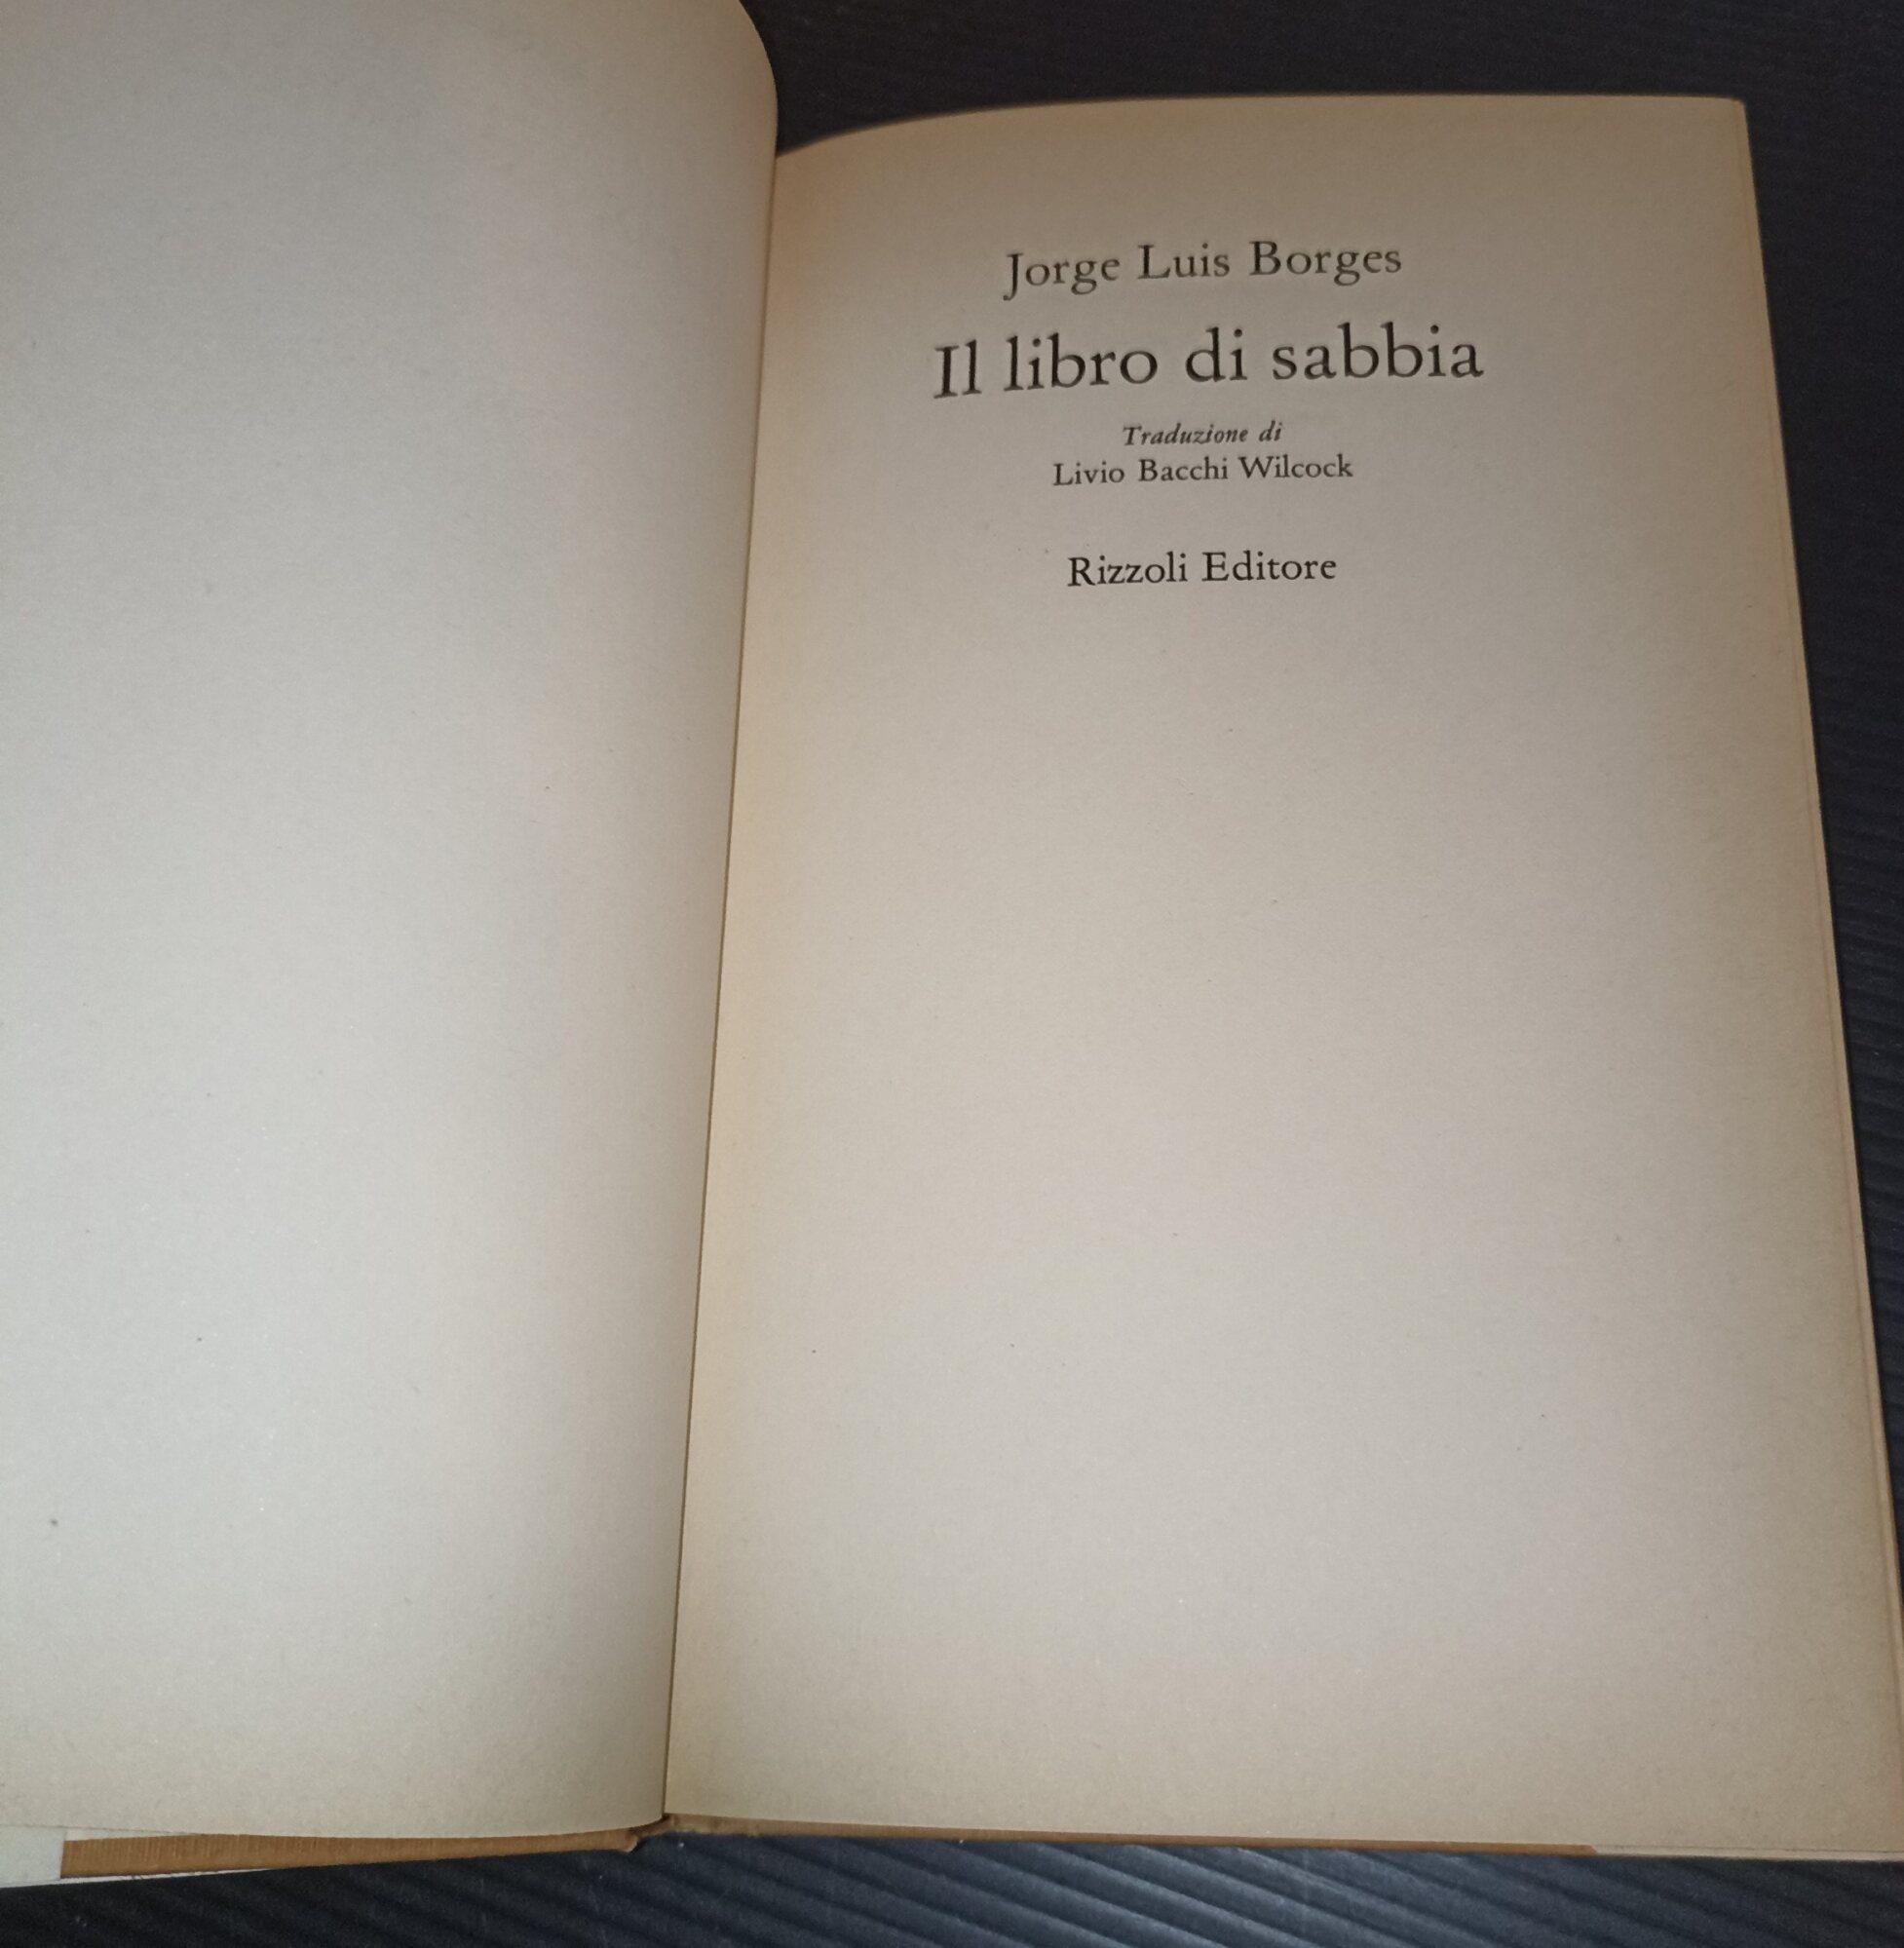 Jorge Luis Borges
Il libro di sabbia
Traduzione di
Livio Bacchi Wilcock
Rizzoli Editore